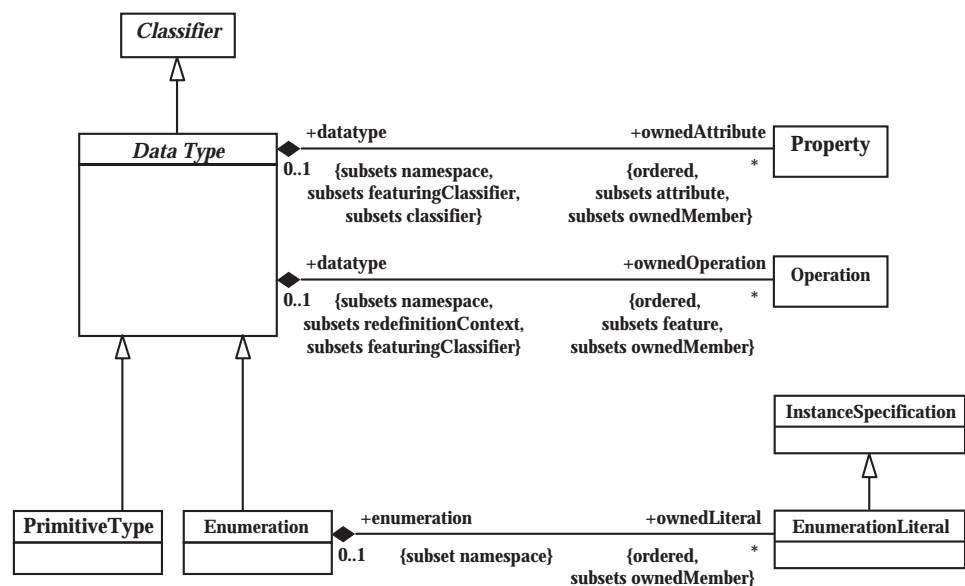 Classifier
Data Type
+datatype
+ownedAttribute
Property
0..1
{subsets namespace,
subsets featuringClassifier,
subsets classifier}
{ordered,
subsets attribute,
subsets ownedMember}
*
+datatype
+ownedOperation
Operation
0..1
{subsets namespace,
subsets redefinitionContext,
subsets featuringClassifier}
{ordered,
subsets feature,
subsets ownedMember}
*
InstanceSpecification
PrimitiveType
Enumeration
+enumeration
+ownedLiteral
EnumerationLiteral
0..1
{subset namespace}
{ordered,
subsets ownedMember}
*